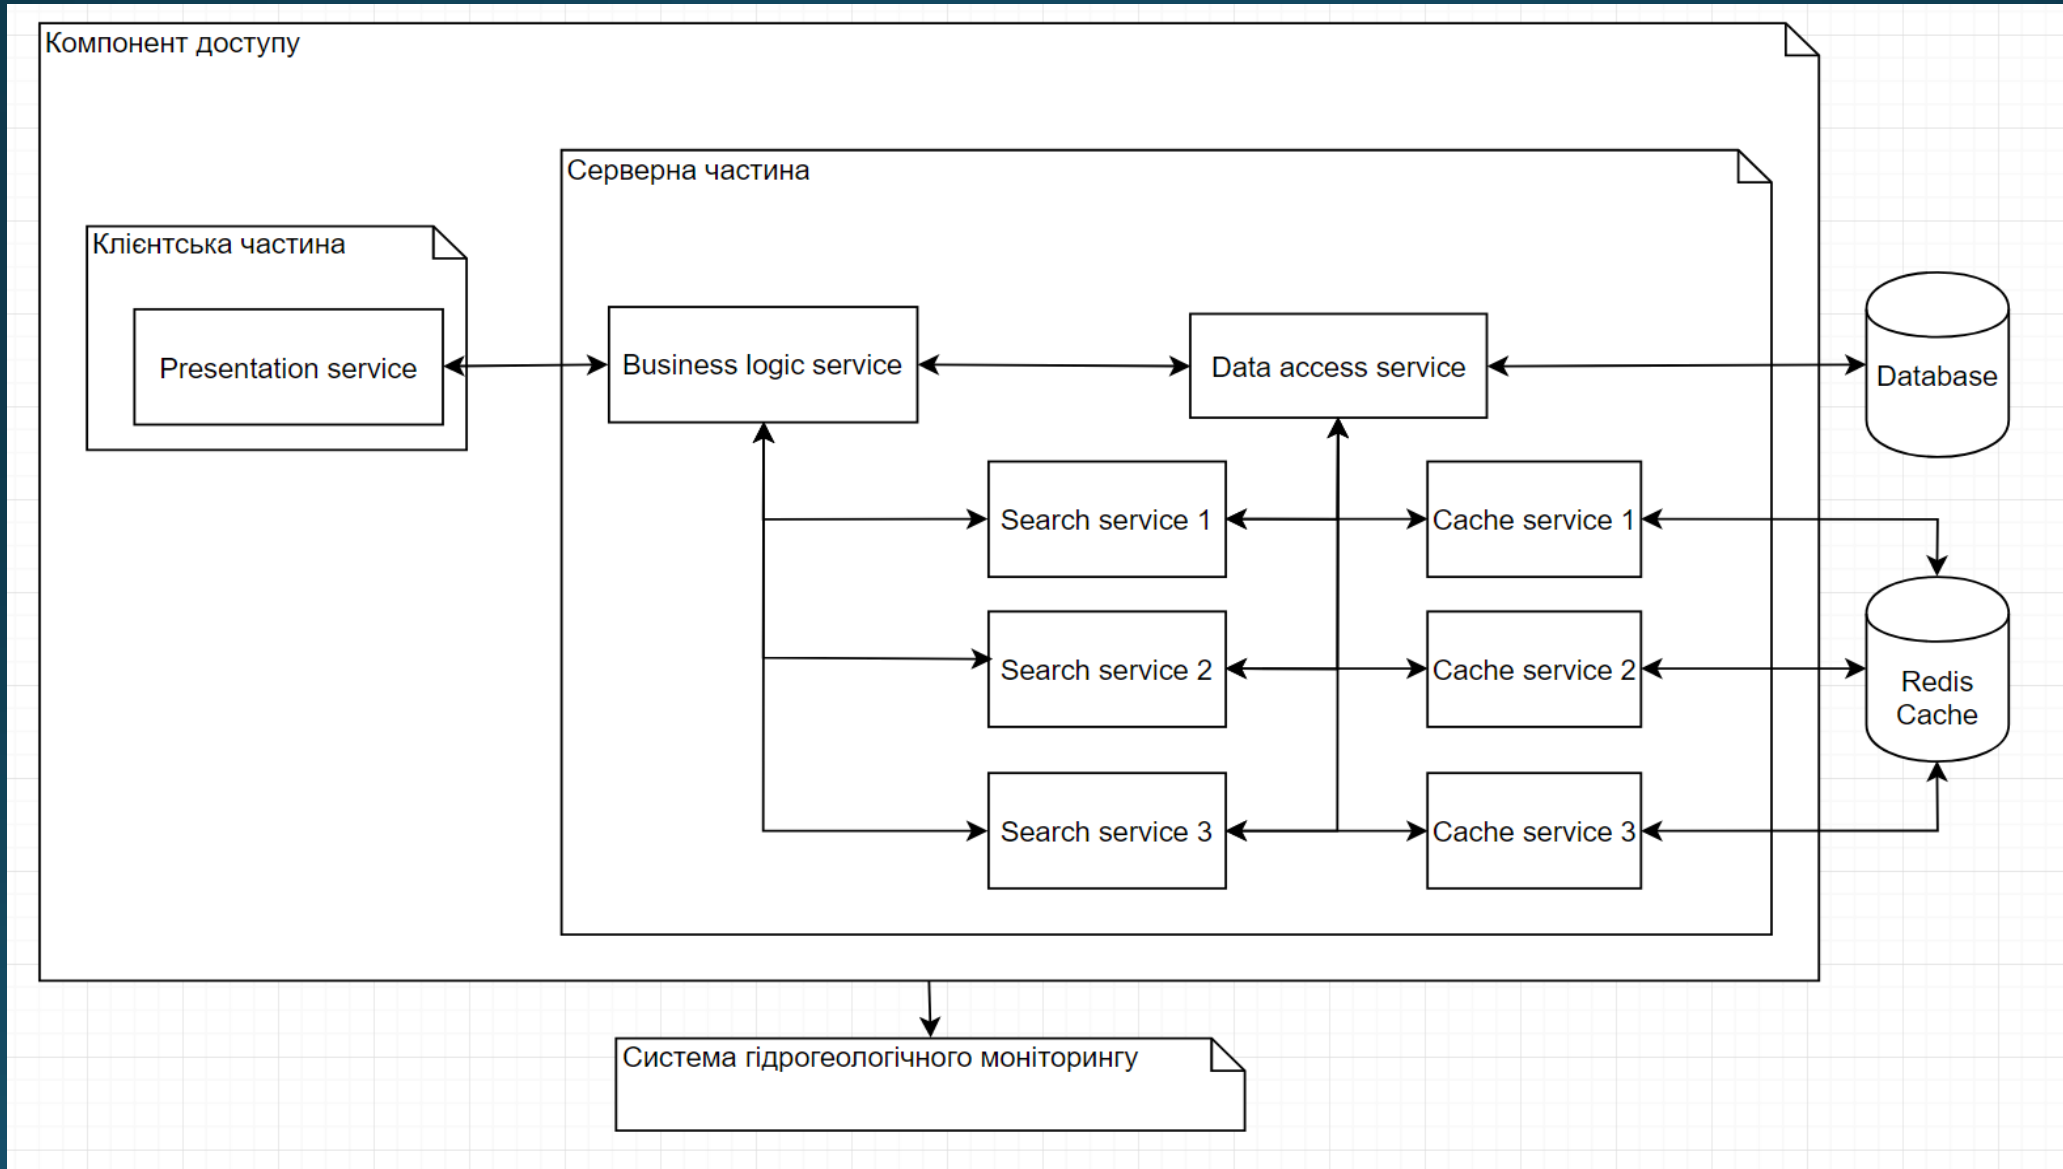 Компонент доступу
Серверна частина
Клієнтська частина
Presentation service
Business logic service
Data access service
Database
Search service 1
Cache service 1
Search service 2
Cache service 2
Redis
Cache
Search service 3
Cache service 3
Система гідрогеологічного моніторингу